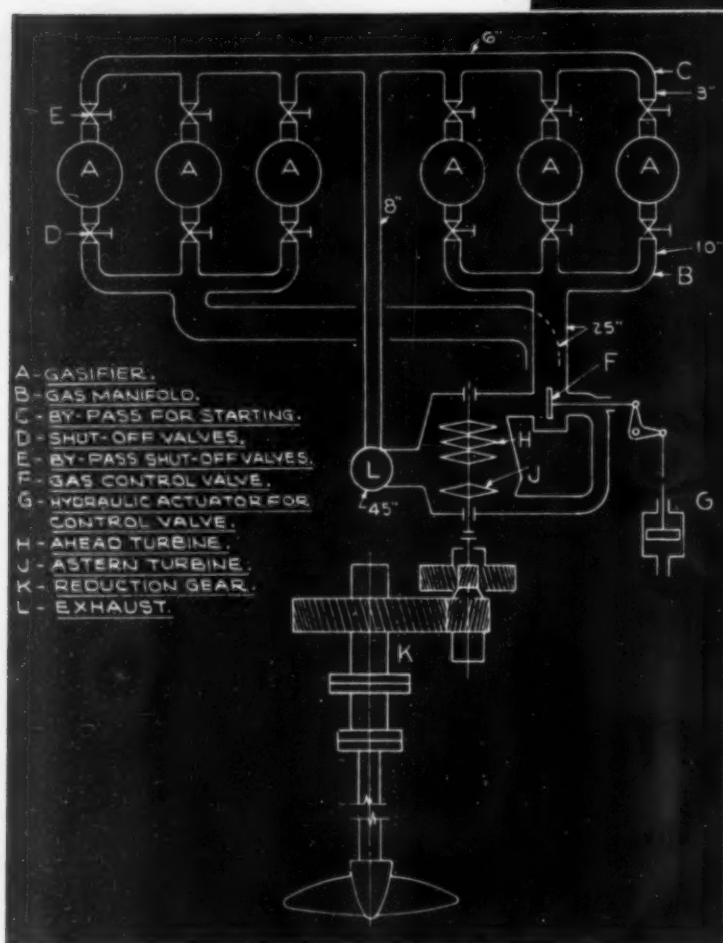 6"
C
3"
E
A A A A A A
D
8"
10"
B
25"
F
A - GASIFIER.
B - GAS MANIFOLD.
C - BY-PASS FOR STARTING.
D - SHUT-OFF VALVES.
E - BY-PASS SHUT-OFF VALVES.
F - GAS CONTROL VALVE.
G - HYDRAULIC ACTUATOR FOR
CONTROL VALVE.
H - AHEAD TURBINE.
J - ASTERN TURBINE.
K - REDUCTION GEAR.
L - EXHAUST.
H
L
J
G
45"
K